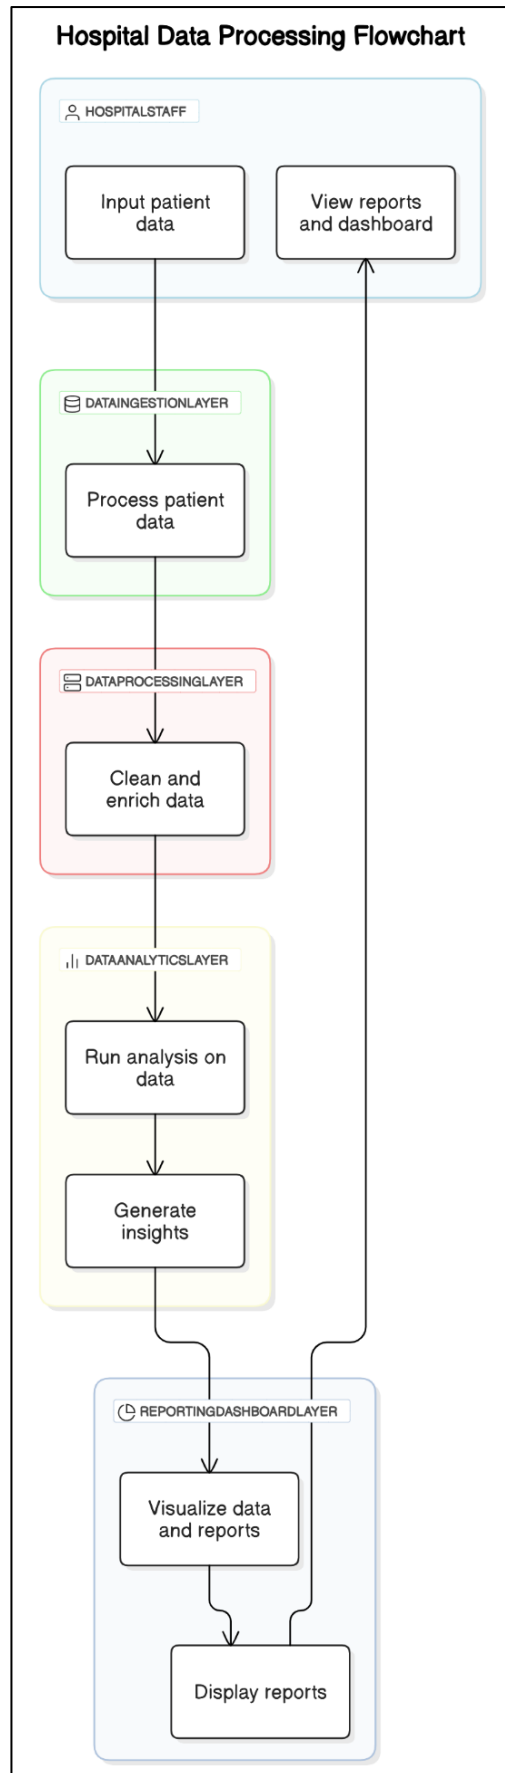 Hospital Data Processing Flowchart
HOSPITALSTAFF
Input patient
data
View reports
and dashboard
DATAINGESTIONLAYER
Process patient
data
DATAPROCESSINGLAYER
Clean and
enrich data
DATAANALYTICSLAYER
Run analysis on
data
Generate
insights
REPORTINGDASHBOARDLAYER
Visualize data
and reports
Display reports